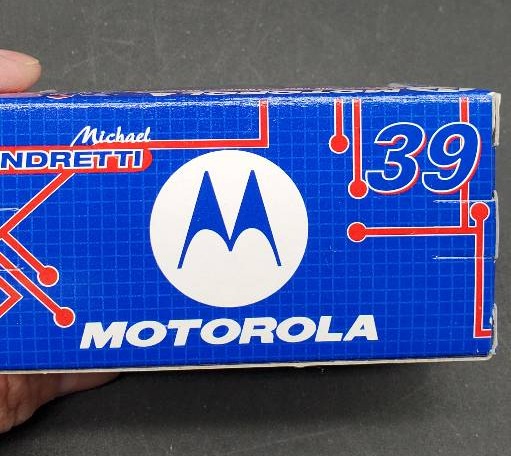 Michael
NDRETTI
39
MOTOROLA